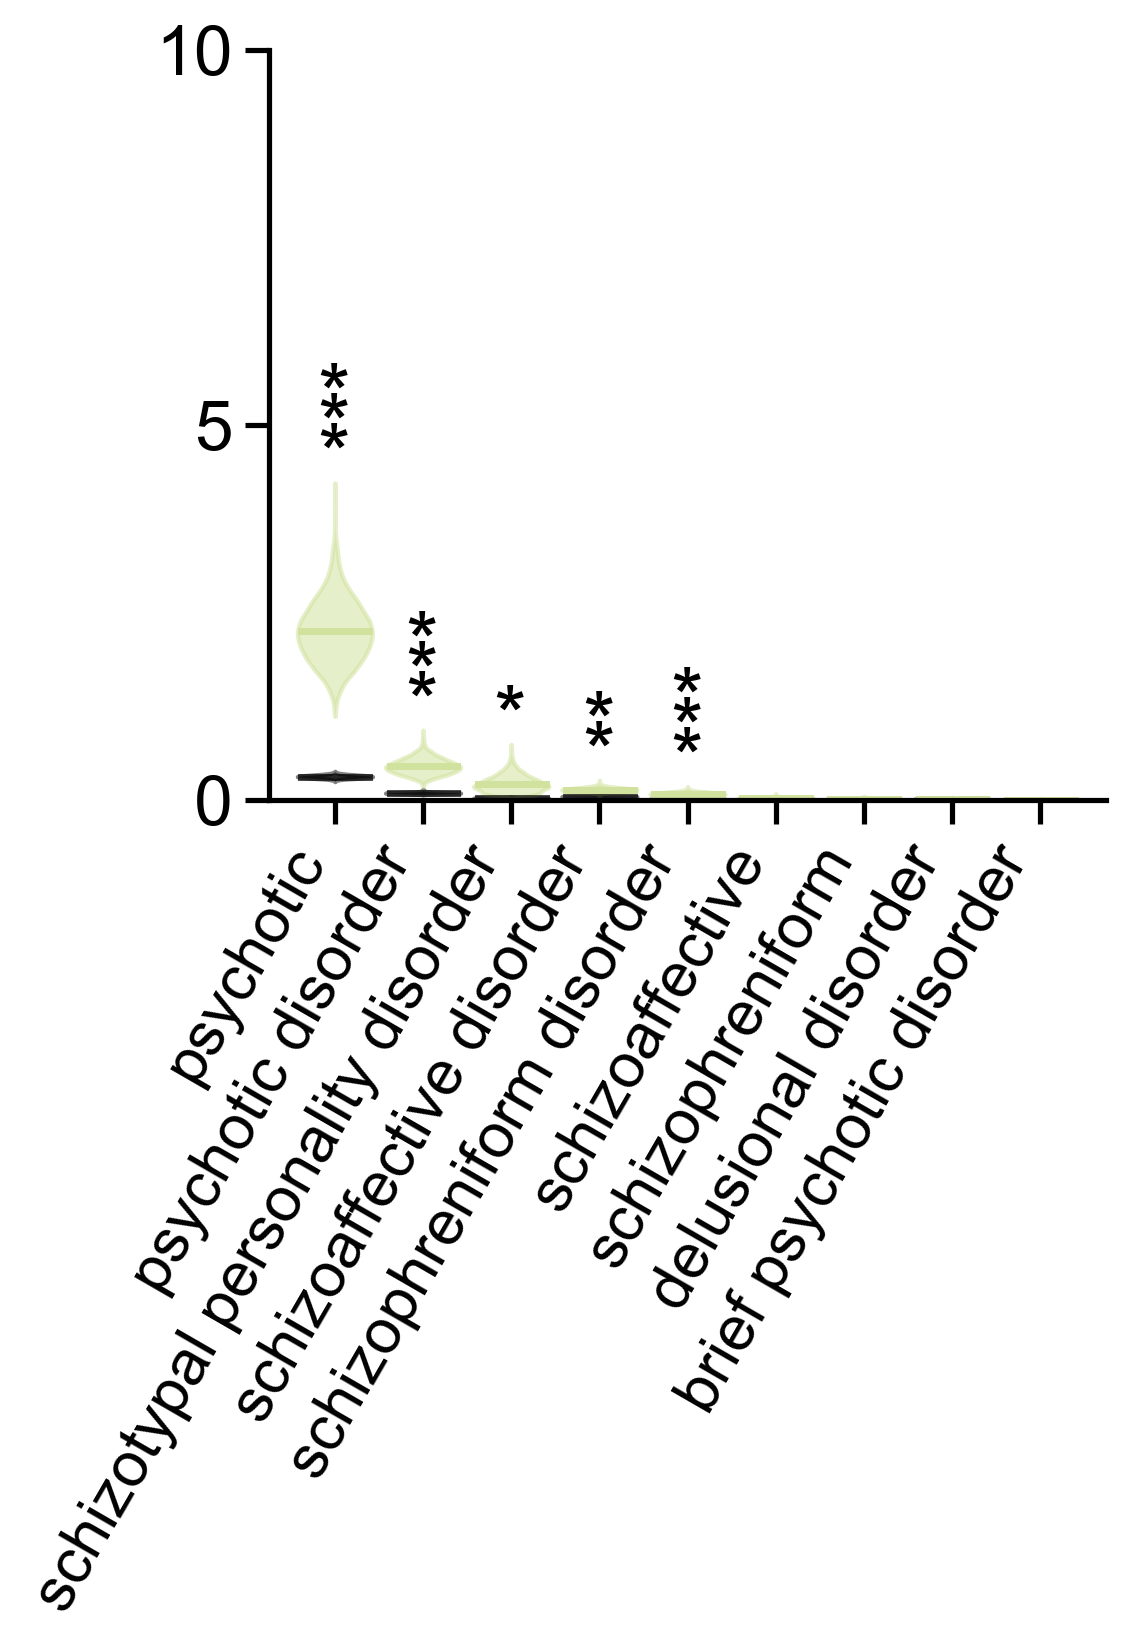 10
5
0
***
***
*
**
***
psychotic
psychotic disorder
schizotypal personality disorder
schizoaffective disorder
schizophreniform disorder
schizoaffective
schizophreniform
delusional disorder
brief psychotic disorder